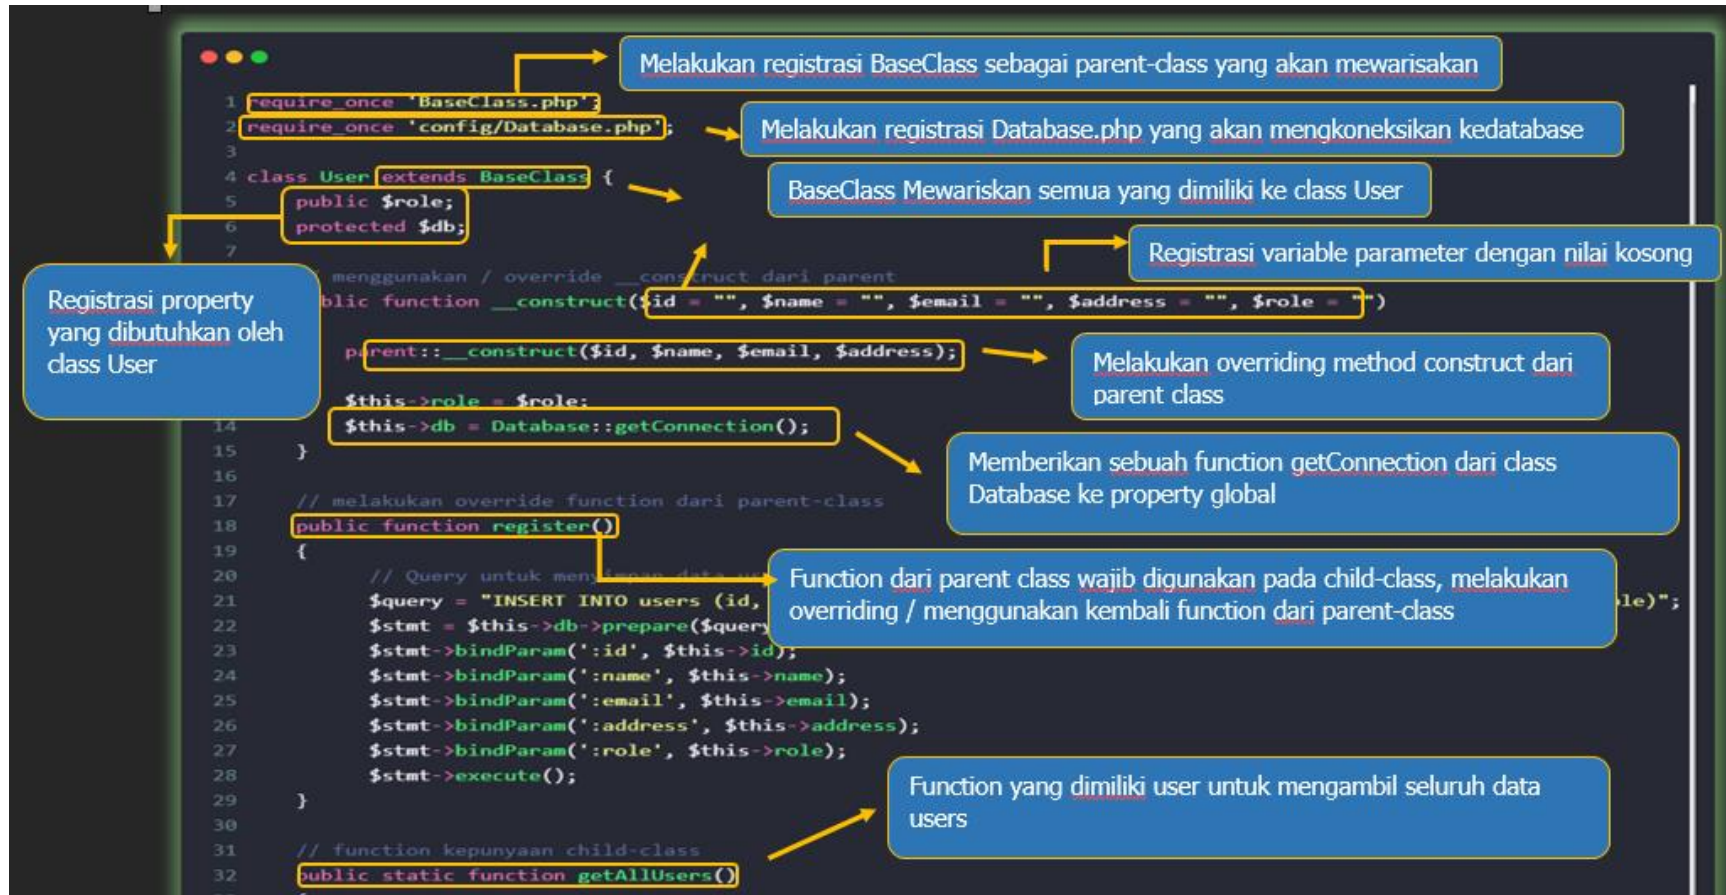 Melakukan registrasi BaseClass sebagai parent-class yang akan mewarisakan
1 require_once 'BaseClass.php';
2 require_once 'config/Database.php';
Melakukan registrasi Database.php yang akan mengkoneksikan kedatabase
3
4 class User extends BaseClass {
BaseClass Mewariskan semua yang dimiliki ke class User
5 public $role;
6 protected $db;
7
Registrasi variable parameter dengan nilai kosong
menggunakan / override __construct dari parent
blic function __construct($id = "", $name = "", $email = "", $address = "", $role = "")
Registrasi property
yang dibutuhkan oleh
class User
parent::__construct($id, $name, $email, $address);
Melakukan overriding method construct dari
parent class
$this->role = $role;
14 $this->db = Database::getConnection();
15 }
Memberikan sebuah function getConnection dari class
Database ke property global
16
17 // melakukan override function dari parent-class
18 public function register()
19 {
Function dari parent class wajib digunakan pada child-class, melakukan
overriding / menggunakan kembali function dari parent-class
20 // Query untuk menyimpan data
21 $query = "INSERT INTO users (id, le)";
22 $stmt = $this->db->prepare($query
23 $stmt->bindParam(':id', $this->id);
24 $stmt->bindParam(':name', $this->name);
25 $stmt->bindParam(':email', $this->email);
26 $stmt->bindParam(':address', $this->address);
27 $stmt->bindParam(':role', $this->role);
28 $stmt->execute();
29 }
Function yang dimiliki user untuk mengambil seluruh data
users
30
31 // function kepunyaan child-class
32 public static function getAllUsers()